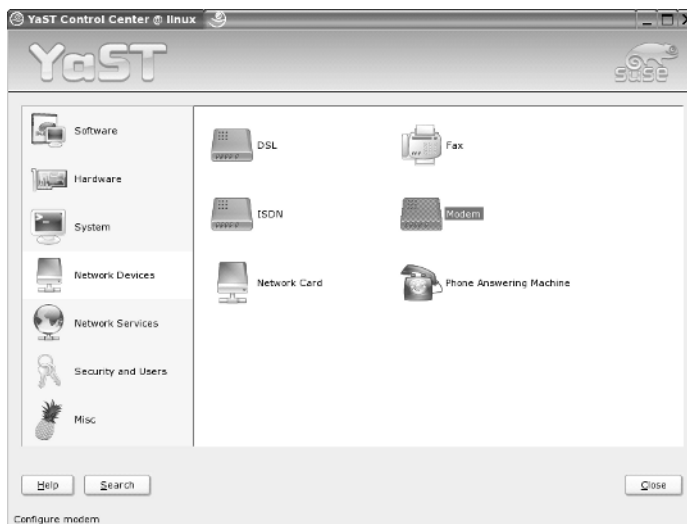 YaST Control Center @ linux
YaST
SUSE
Software
Hardware
System
Network Devices
Network Services
Security and Users
Misc
DSL
Fax
ISDN
Modem
Network Card
Phone Answering Machine
Help
Search
Close
Configure modem